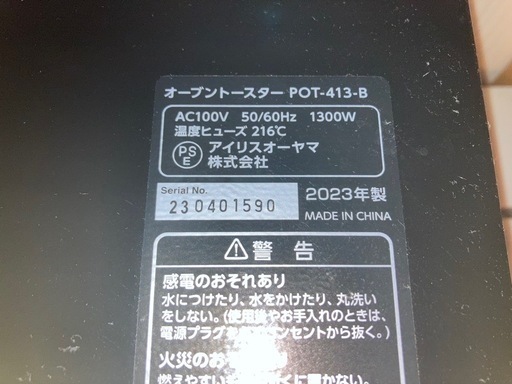 オーブントースター POT-413-B
AC100V 50/60Hz 1300W
温度ヒューズ 216℃
PS
E
アイリスオーヤマ
株式会社
Serial No.
230401590
2023年製
MADE IN CHINA
警告
感電のおそれあり
水につけたり、水をかけたり、丸洗い
をしない。(使用後やお手入れのときは、
電源プラグを コンセントから抜く。)
火災のお
燃えやすい に置かない